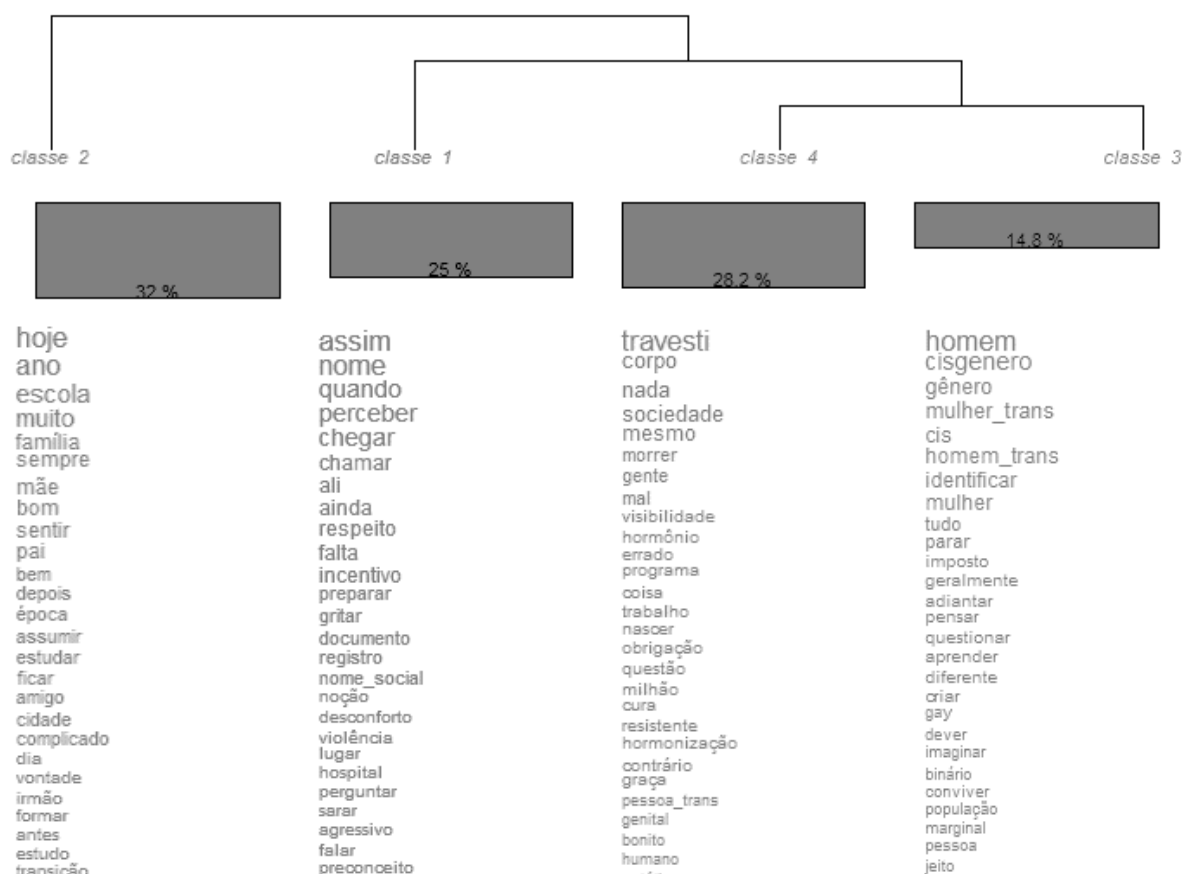 classe 2
classe 1
classe 4
classe 3
32 %
25 %
28.2 %
14.8 %
hoje
ano
escola
muito
família
sempre
mãe
bom
sentir
pai
bem
depois
época
assumir
estudar
ficar
amigo
cidade
complicado
dia
vontade
irmão
formar
antes
estudo
transição
assim
nome
quando
perceber
chegar
chamar
ali
ainda
respeito
falta
incentivo
preparar
gritar
documento
registro
nome_social
noção
desconforto
violência
lugar
hospital
perguntar
sarar
agressivo
falar
preconceito
travesti
corpo
nada
sociedade
mesmo
morrer
gente
mal
visibilidade
hormônio
errado
programa
coisa
trabalho
nascer
obrigação
questão
milhão
cura
resistente
hormonização
contrário
graça
pessoa_trans
genital
bonito
humano
homem
cisgenero
gênero
mulher_trans
cis
homem_trans
identificar
mulher
tudo
parar
imposto
geralmente
adiantar
pensar
questionar
aprender
diferente
criar
gay
dever
imaginar
binário
conviver
população
marginal
pessoa
jeito